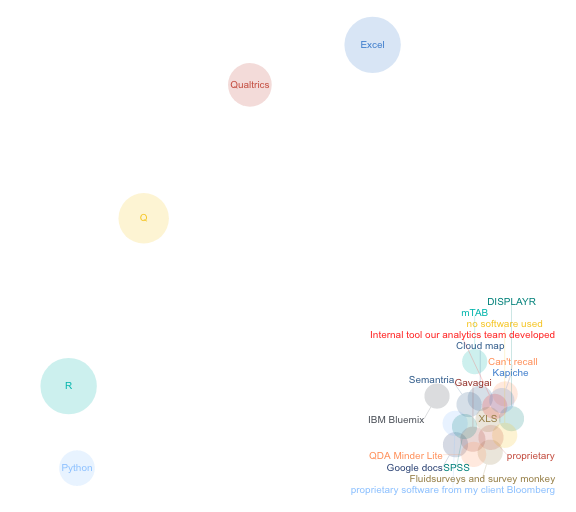 Excel
Qualtrics
Q
DISPLAYR
mTAB
no software used
Internal tool our analytics team developed
Cloud map
Can't recall
Kapiche
Semantria
Gavagai
R
IBM Bluemix
XLS
QDA Minder Lite
proprietary
Python
Google docs
SPSS
Fluidsurveys and survey monkey
proprietary software from my client Bloomberg